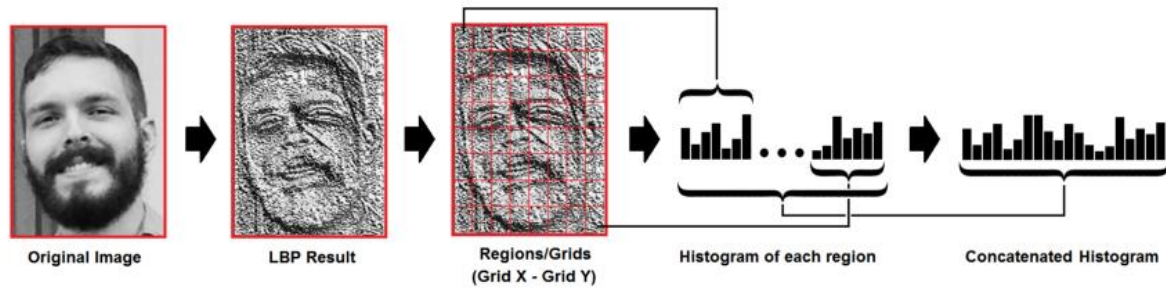 Original Image
LBP Result
Regions/Grids
(Grid X - Grid Y)
Histogram of each region
Concatenated Histogram